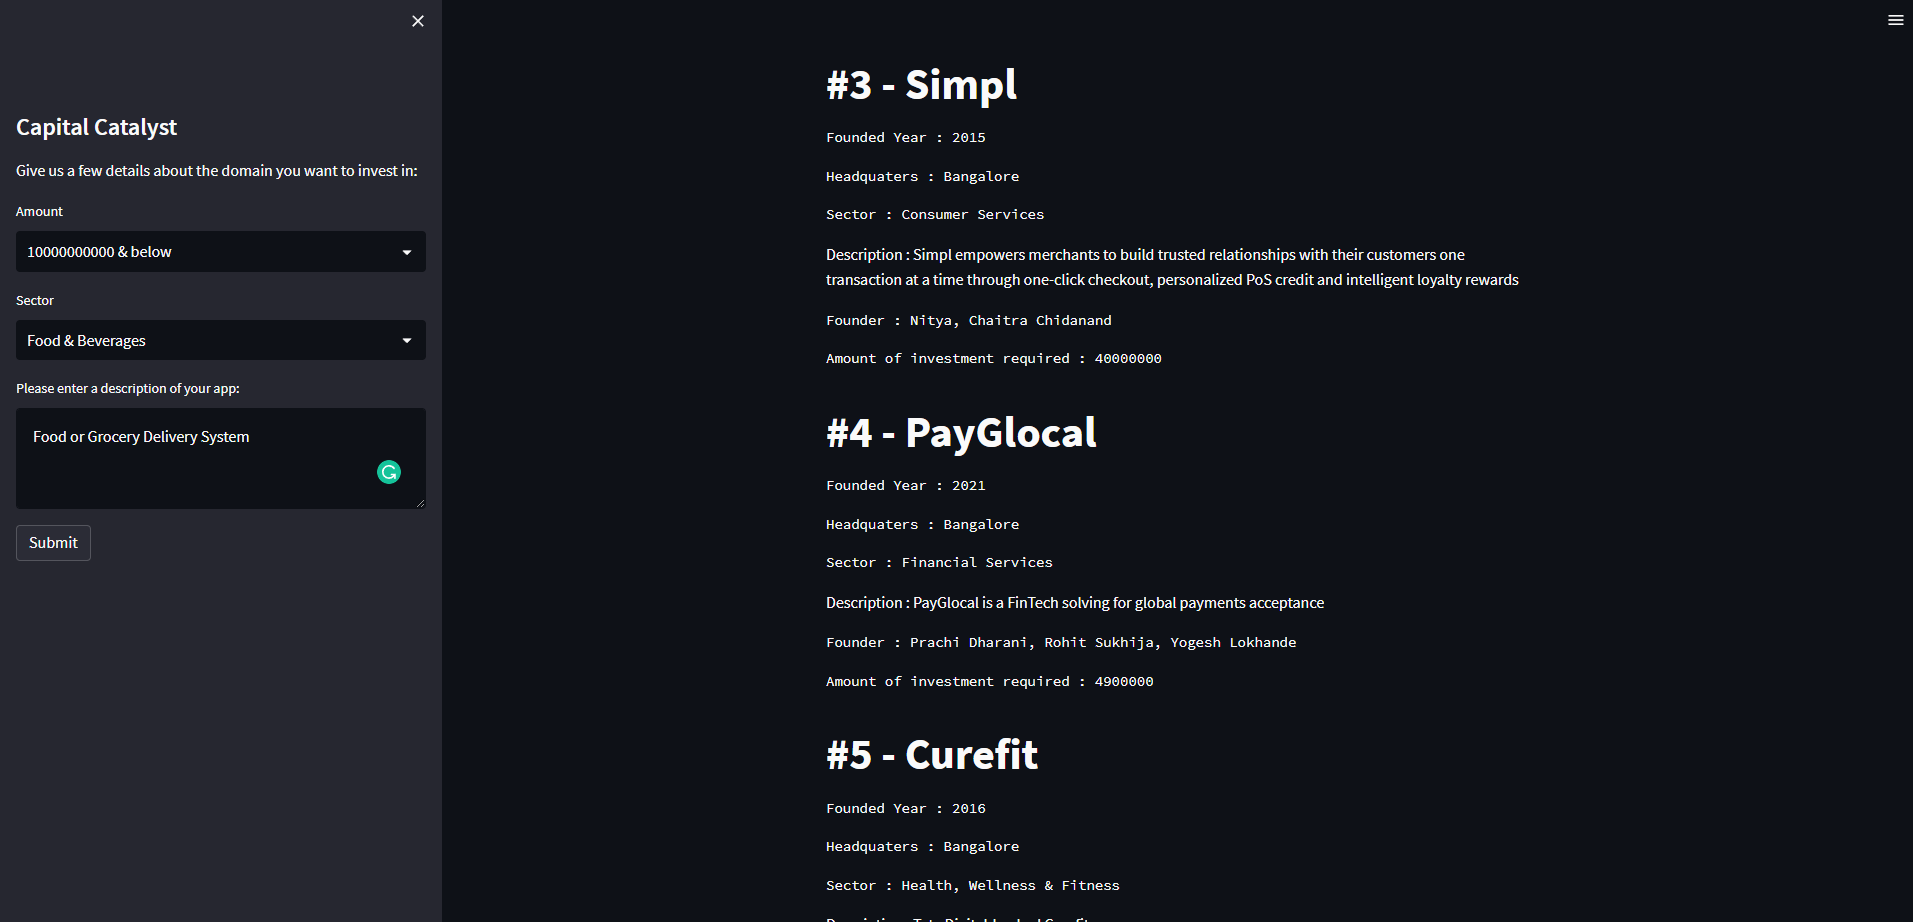 Capital Catalyst
Give us a few details about the domain you want to invest in:
Amount
10000000000 & below
Sector
Food & Beverages
Please enter a description of your app:
Food or Grocery Delivery System
Submit
#3 - Simpl
Founded Year : 2015
Headquaters : Bangalore
Sector : Consumer Services
Description : Simpl empowers merchants to build trusted relationships with their customers one
transaction at a time through one-click checkout, personalized PoS credit and intelligent loyalty rewards
Founder : Nitya, Chaitra Chidanand
Amount of investment required : 40000000
#4 - PayGlocal
Founded Year : 2021
Headquaters : Bangalore
Sector : Financial Services
Description : PayGlocal is a FinTech solving for global payments acceptance
Founder : Prachi Dharani, Rohit Sukhija, Yogesh Lokhande
Amount of investment required : 4900000
#5 - Curefit
Founded Year : 2016
Headquaters : Bangalore
Sector : Health, Wellness & Fitness